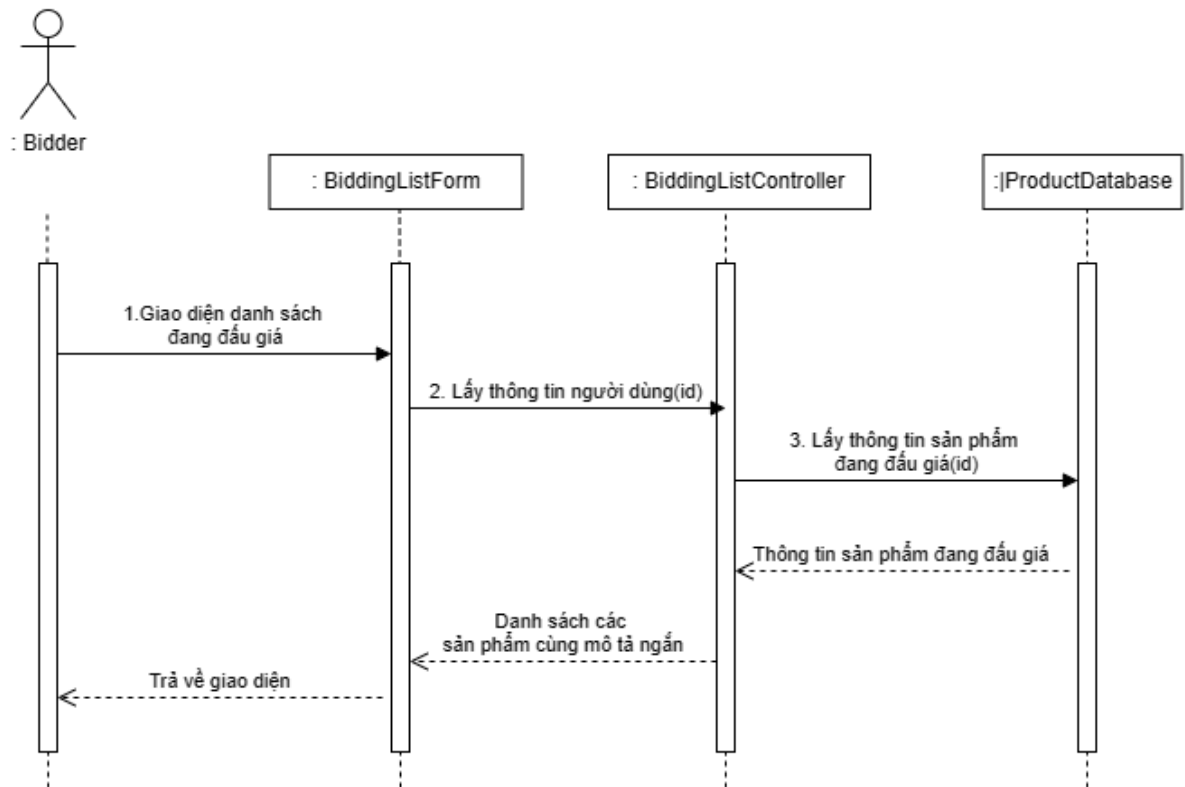 : Bidder
: BiddingListForm
: BiddingListController
:|ProductDatabase
1.Giao diện danh sách
đang đấu giá
2. Lấy thông tin người dùng(id)
3. Lấy thông tin sản phẩm
đang đấu giá(id)
Thông tin sản phẩm đang đấu giá
Danh sách các
sản phẩm cùng mô tả ngắn
Trả về giao diện